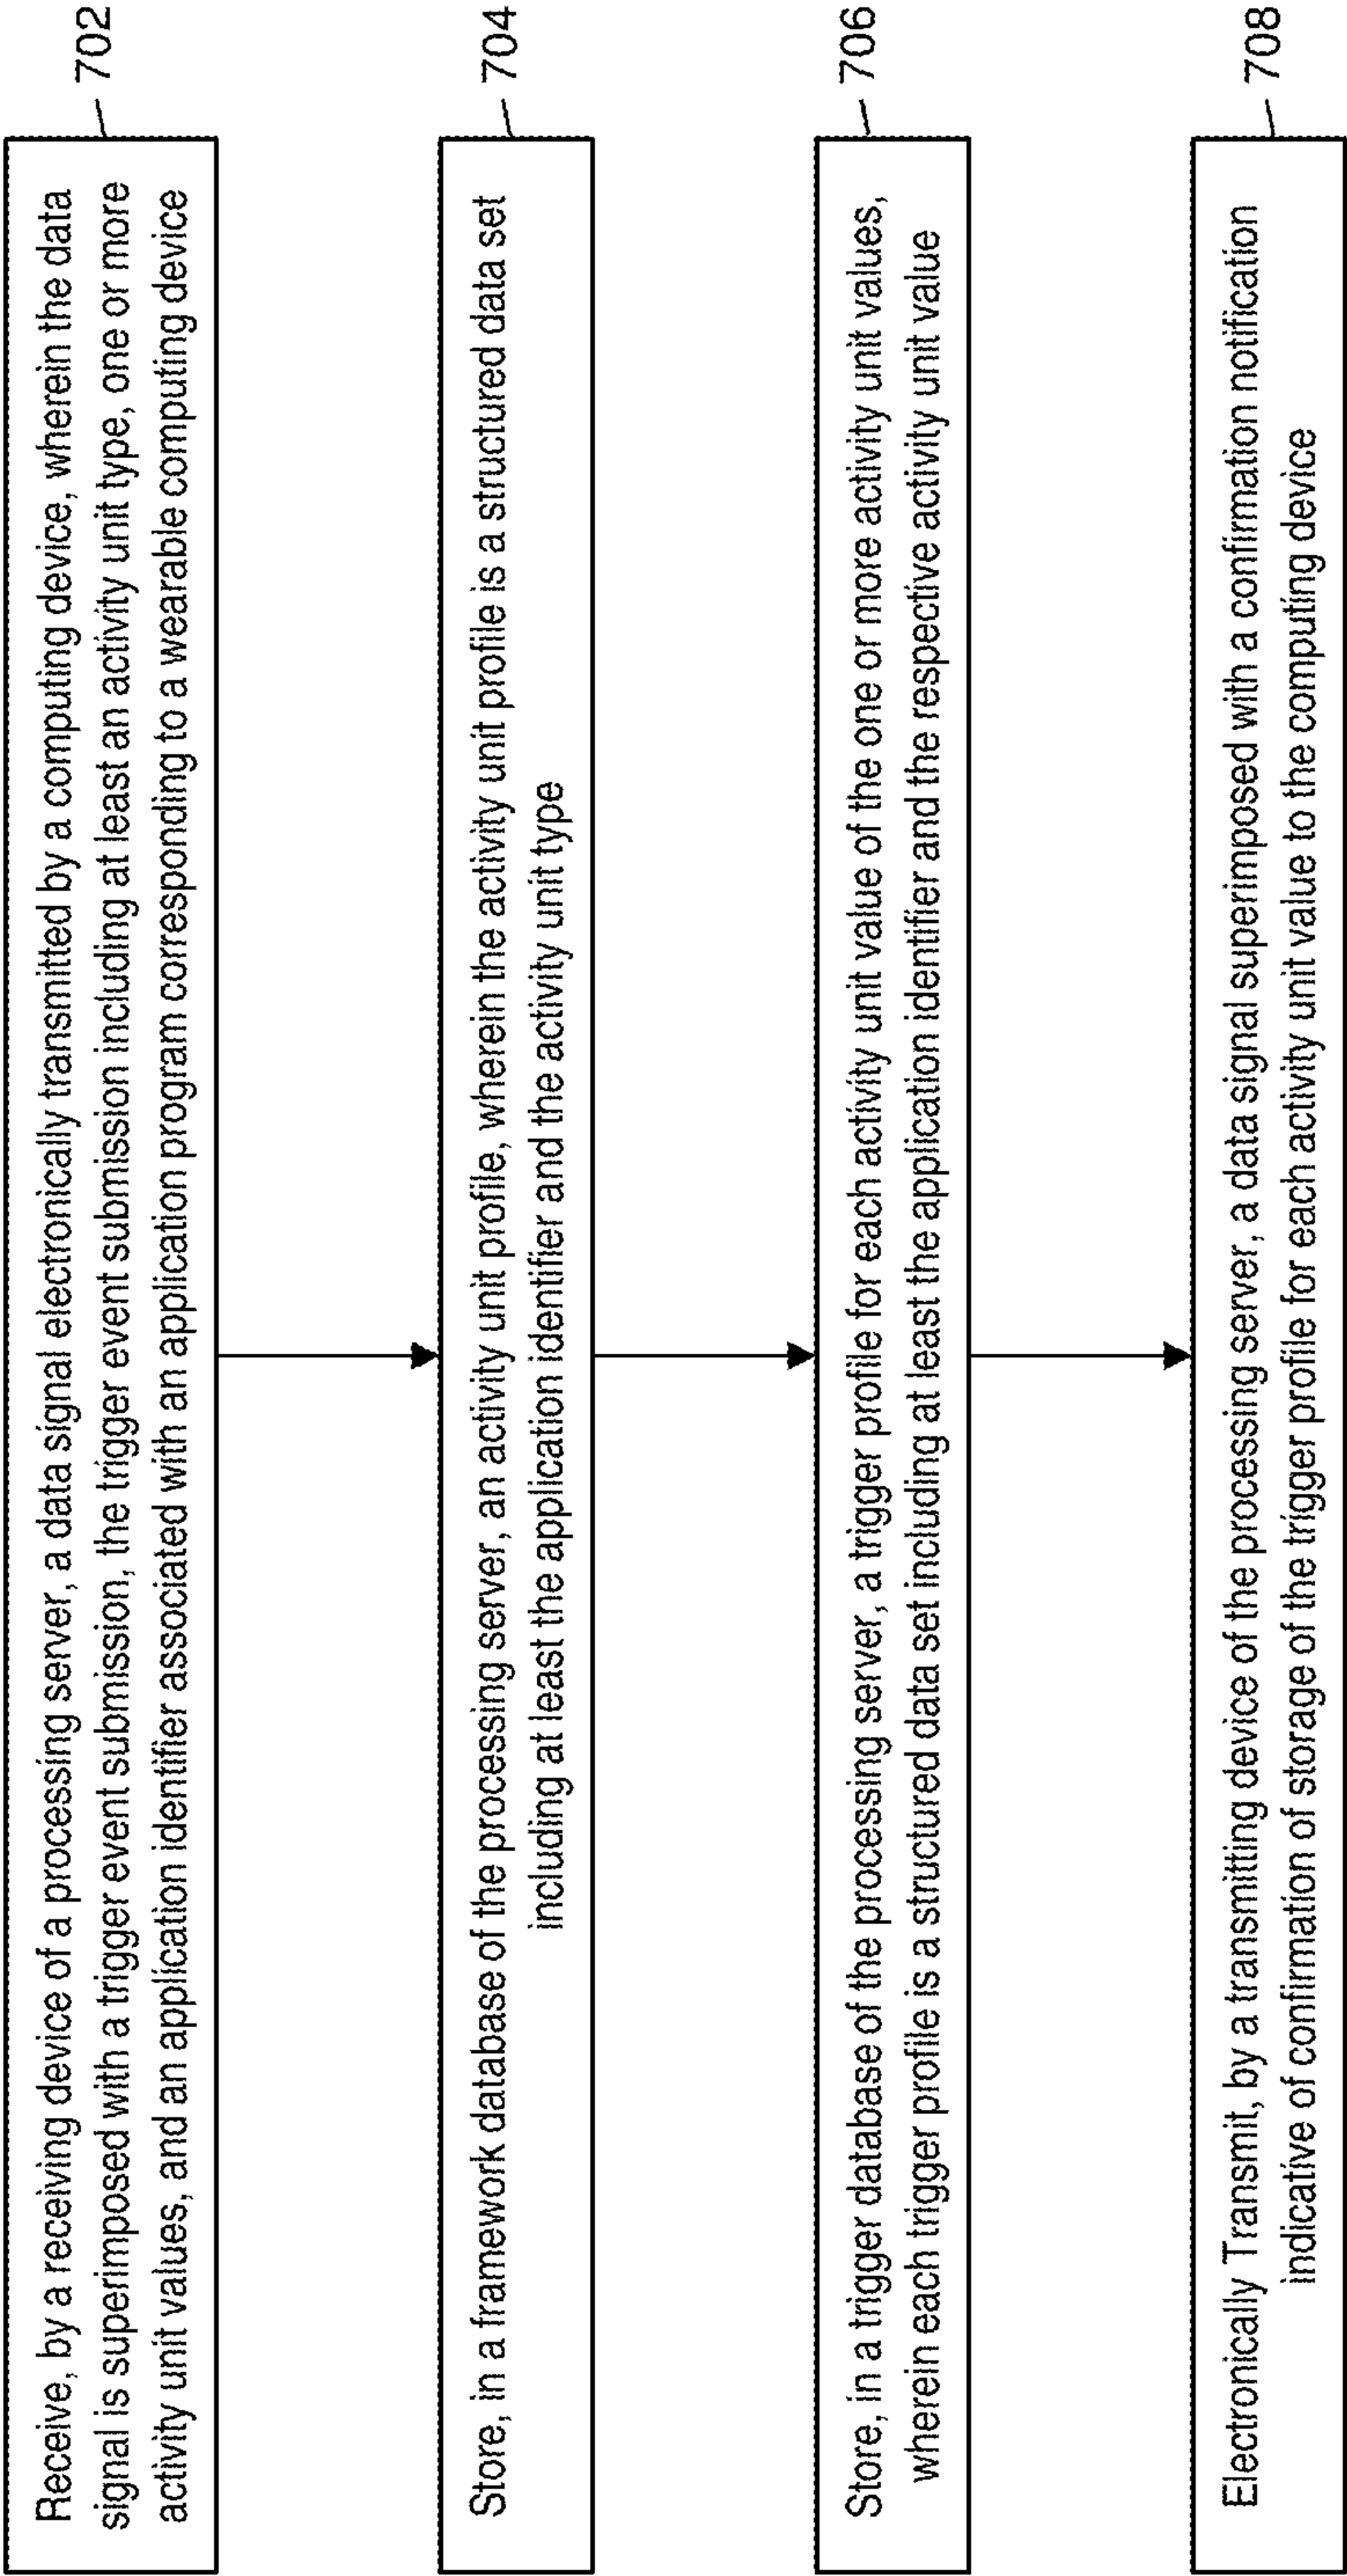 Receive, by a receiving device of a processing server, a data signal electronically transmitted by a computing device, wherein the data
signal is superimposed with a trigger event submission, the trigger event submission including at least an activity unit type, one or more
activity unit values, and an application identifier associated with an application program corresponding to a wearable computing device
702
Store, in a framework database of the processing server, an activity unit profile, wherein the activity unit profile is a structured data set
including at least the application identifier and the activity unit type
704
Store, in a trigger database of the processing server, a trigger profile for each activity unit value of the one or more activity unit values,
wherein each trigger profile is a structured data set including at least the application identifier and the respective activity unit value
706
Electronically Transmit, by a transmitting device of the processing server, a data signal superimposed with a confirmation notification
indicative of confirmation of storage of the trigger profile for each activity unit value to the computing device
708